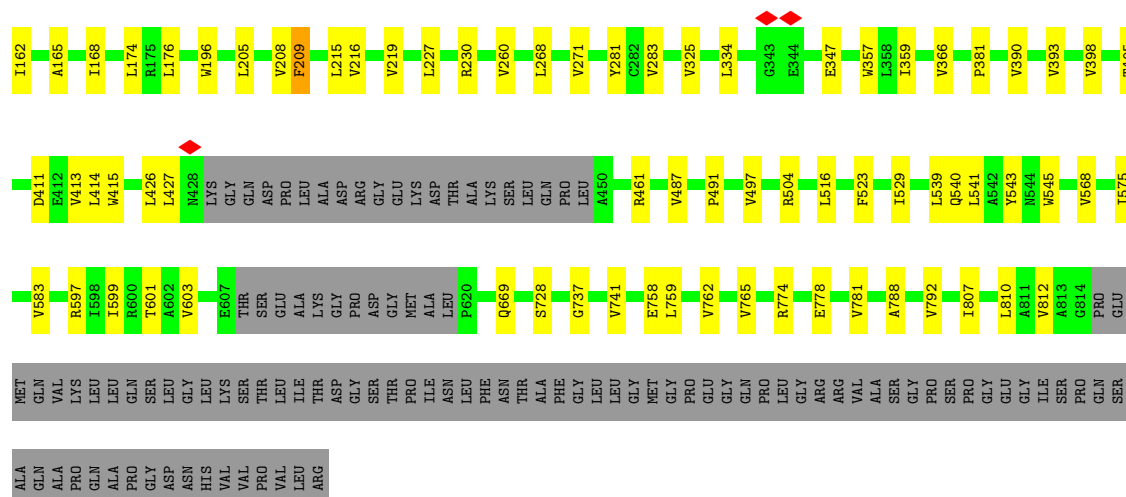 I162 A165 I168 L174 R175 L176 W196 L205 V208 F209 L215 V216 V219 L227 R230 V260 L268 V271 Y281 C282 V283 V325 L334 G343 E344 E347 W357 L358 I359 V366 P381 V390 V393 V398
D411 E412 V413 L414 W415 L426 L427 N428 LYS GLY GLN ASP PRO LEU ALA ASP ARG GLY GLU LYS ASP THR ALA LYS SER LEU GLN PRO LEU A450 R461 V487 P491 V497 R504 L516 F523 I529 L539 Q540 L541 A542 Y543 N544 W545 V568 I575
V583 R597 I598 I599 R600 T601 A602 V603 E607 THR SER GLU ALA LYS GLY PRO ASP GLY MET ALA LEU P620 Q669 S728 G737 V741 E758 L759 V762 V765 R774 E778 V781 A788 V792 I807 L810 A811 V812 A813 G814 PRO GLU
MET GLN VAL LYS LEU LEU GLN SER LEU GLY LEU LYS SER THR LEU ILE THR ASP GLY SER THR PRO ILE ASN LEU PHE ASN THR ALA PHE GLY LEU LEU GLY MET GLY PRO GLU GLY GLN PRO LEU GLY ARG ARG VAL ALA SER GLY PRO SER PRO GLY GLU GLY ILE SER PRO GLN SER
ALA GLN ALA PRO GLN ALA PRO GLY ASP ASN HIS VAL VAL PRO VAL LEU ARG